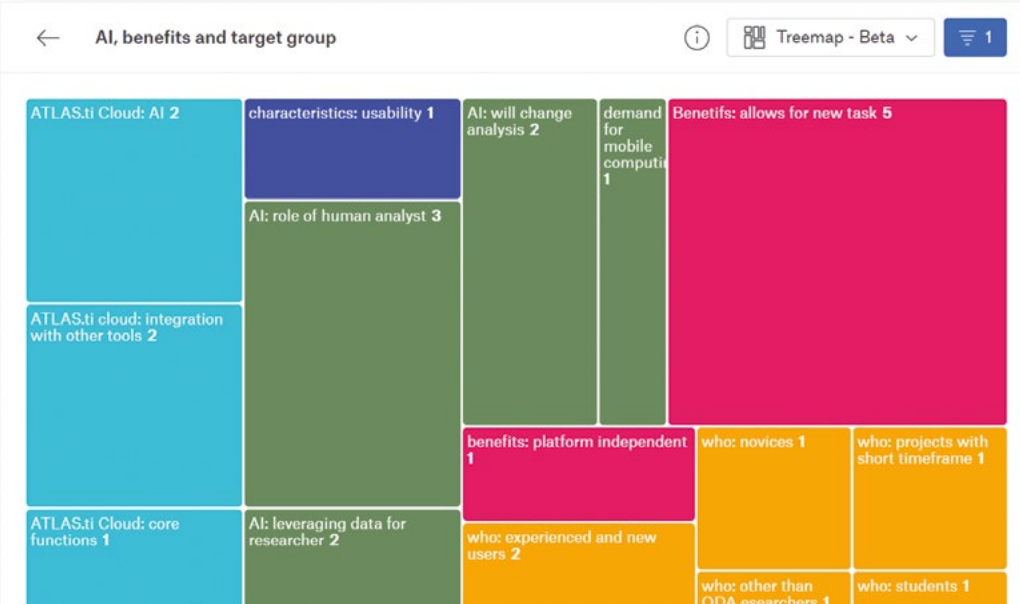 AI, benefits and target group
Treemap - Beta
1
ATLAS.ti Cloud: AI 2
characteristics: usability 1
AI: will change
analysis 2
demand
for
mobile
computi
1
Benetifs: allows for new task 5
AI: role of human analyst 3
ATLAS.ti cloud: integration
with other tools 2
benefits: platform independent
1
who: novices 1
who: projects with
short timeframe 1
ATLAS.ti Cloud: core
functions 1
AI: leveraging data for
researcher 2
who: experienced and new
users 2
who: other than
QDA esearchers 1
who: students 1